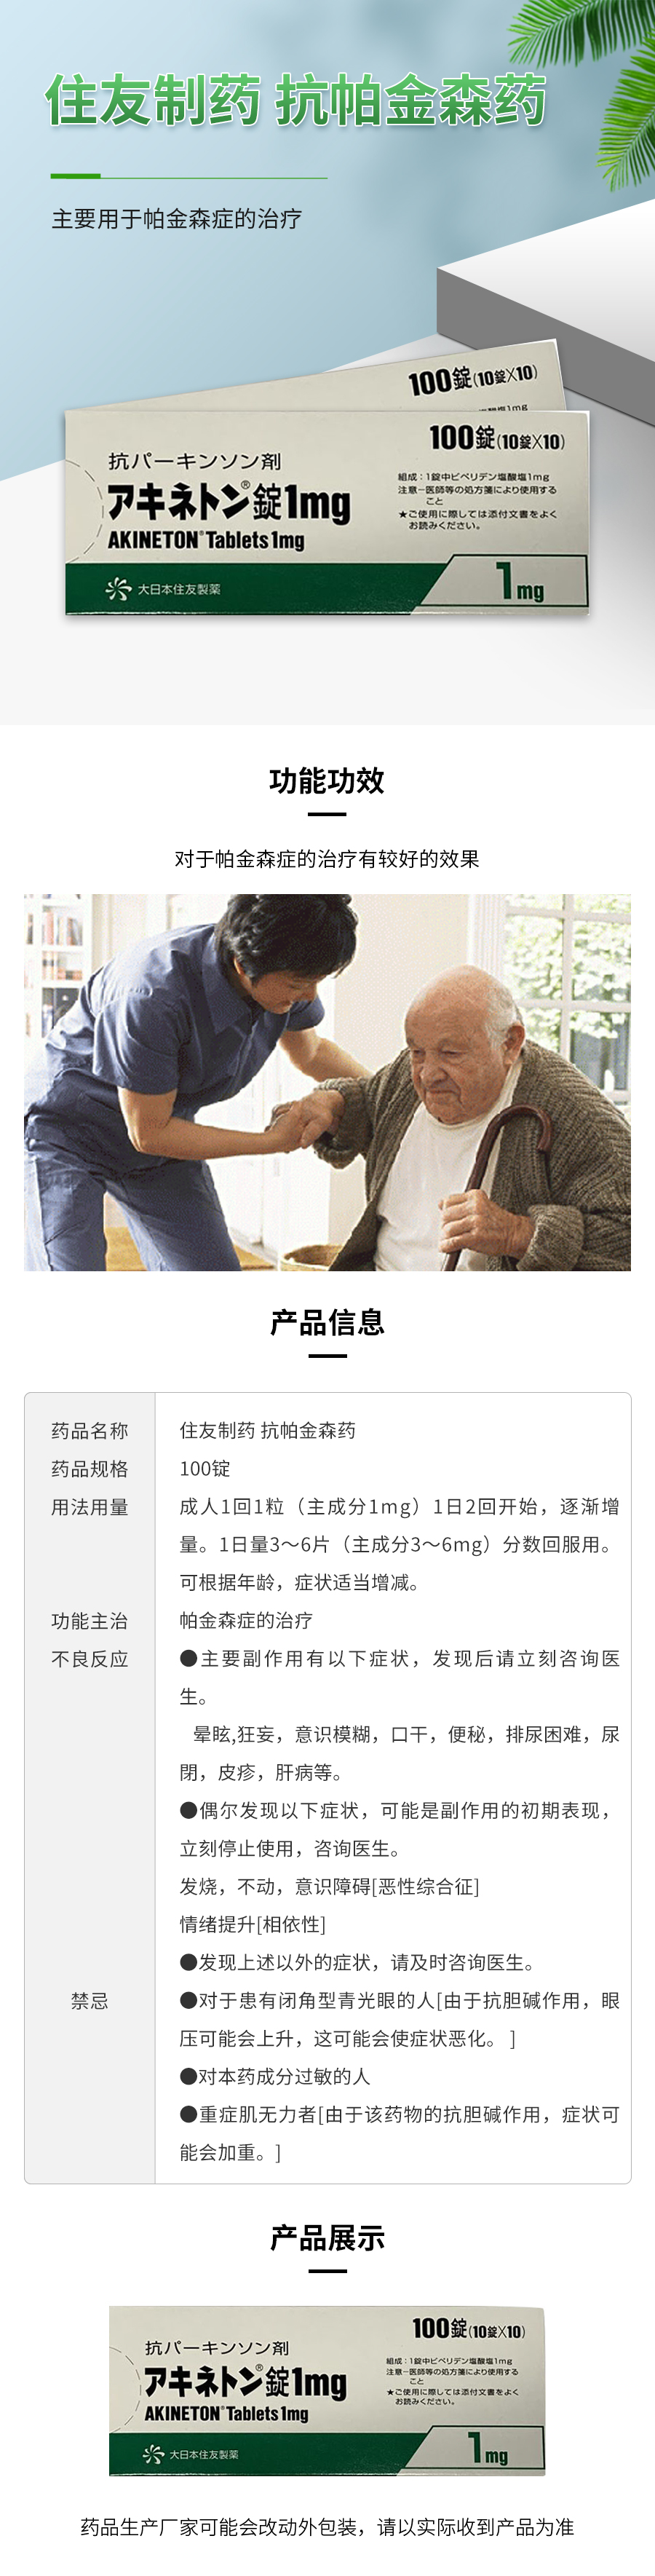 住友制药 抗帕金森药
主要用于帕金森症的治疗
100錠(10錠×10)
100錠(10錠×10)
抗パーキンソン剤
アキネトン®錠1mg
AKINETON® Tablets 1mg
組成:1錠中ビペリデン塩酸塩1mg
注意-医師等の処方箋により使用する
こと
★ご使用に際しては添付文書をよく
お読みください。
大日本住友製薬
1mg
功能功效
对于帕金森症的治疗有较好的效果
产品信息
药品名称
住友制药 抗帕金森药
药品规格
100锭
用法用量
成人1回1粒（主成分1mg）1日2回开始，逐渐增
量。1日量3～6片（主成分3～6mg）分数回服用。
可根据年龄，症状适当增减。
功能主治
帕金森症的治疗
不良反应
●主要副作用有以下症状，发现后请立刻咨询医
生。
晕眩,狂妄，意识模糊，口干，便秘，排尿困难，尿
閉，皮疹，肝病等。
●偶尔发现以下症状，可能是副作用的初期表现，
立刻停止使用，咨询医生。
发烧，不动，意识障碍[恶性综合征]
情绪提升[相依性]
●发现上述以外的症状，请及时咨询医生。
禁忌
●对于患有闭角型青光眼的人[由于抗胆碱作用，眼
压可能会上升，这可能会使症状恶化。 ]
●对本药成分过敏的人
●重症肌无力者[由于该药物的抗胆碱作用，症状可
能会加重。]
产品展示
100錠(10錠×10)
抗パーキンソン剤
アキネトン®錠1mg
AKINETON® Tablets 1mg
組成:1錠中ビペリデン塩酸塩1mg
注意-医師等の処方箋により使用する
こと
★ご使用に際しては添付文書をよく
お読みください。
大日本住友製薬
1mg
药品生产厂家可能会改动外包装，请以实际收到产品为准